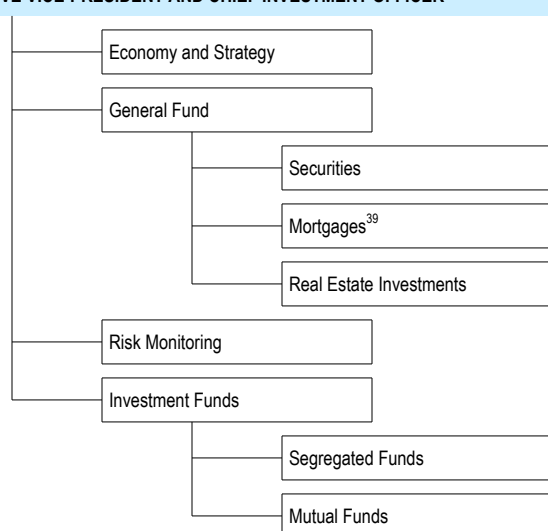 VE VICE PRESIDENT AND CHIEF INVESTMENT OFFICER
Economy and Strategy
General Fund
Securities
Mortgages39
Real Estate Investments
Risk Monitoring
Investment Funds
Segregated Funds
Mutual Funds